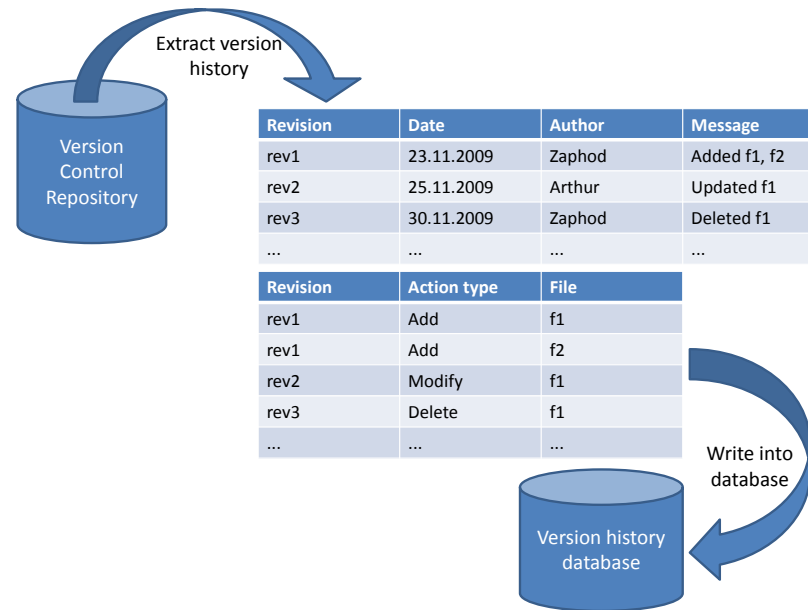 Extract version
history
Version
Control
Repository
Revision Date Author Message
rev1 23.11.2009 Zaphod Added f1, f2
rev2 25.11.2009 Arthur Updated f1
rev3 30.11.2009 Zaphod Deleted f1
... ... ... ...
Revision Action type File
rev1 Add f1
rev1 Add f2
rev2 Modify f1
rev3 Delete f1
... ... ...
Write into
database
Version history
database